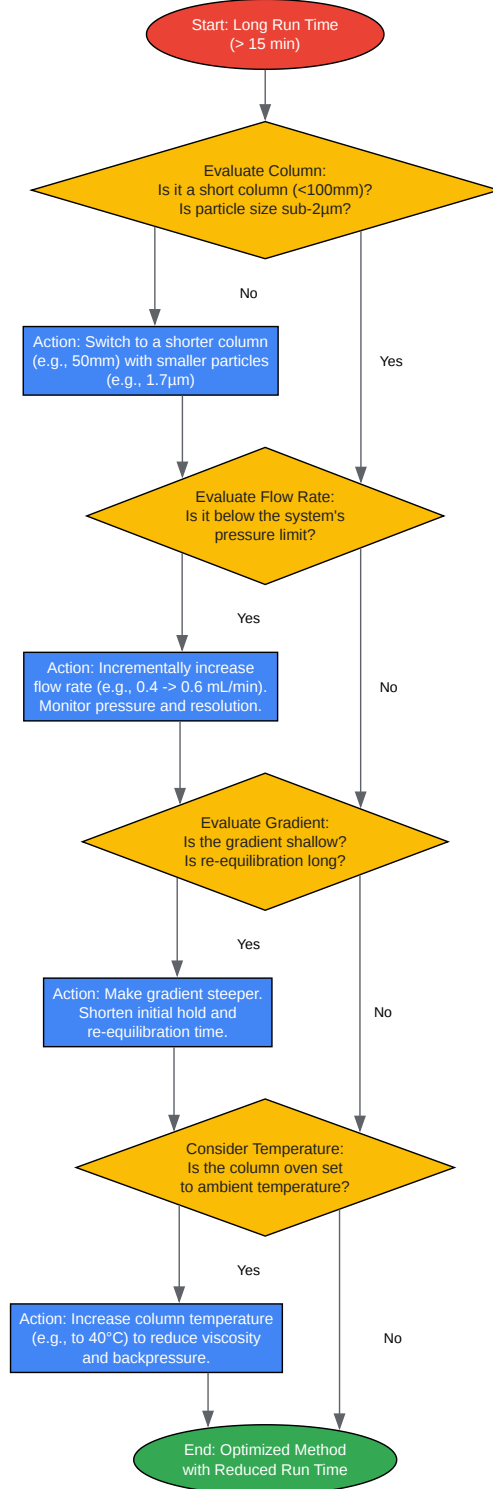 Start: Long Run Time
(> 15 min)
Evaluate Column:
Is it a short column (<100mm)?
Is particle size sub-2µm?
No
Action: Switch to a shorter column
(e.g., 50mm) with smaller particles
(e.g., 1.7µm)
Yes
Evaluate Flow Rate:
Is it below the system's
pressure limit?
Yes
Action: Incrementally increase
flow rate (e.g., 0.4 -> 0.6 mL/min).
Monitor pressure and resolution.
No
Evaluate Gradient:
Is the gradient shallow?
Is re-equilibration long?
Yes
Action: Make gradient steeper.
Shorten initial hold and
re-equilibration time.
No
Consider Temperature:
Is the column oven set
to ambient temperature?
Yes
Action: Increase column temperature
(e.g., to 40°C) to reduce viscosity
and backpressure.
No
End: Optimized Method
with Reduced Run Time